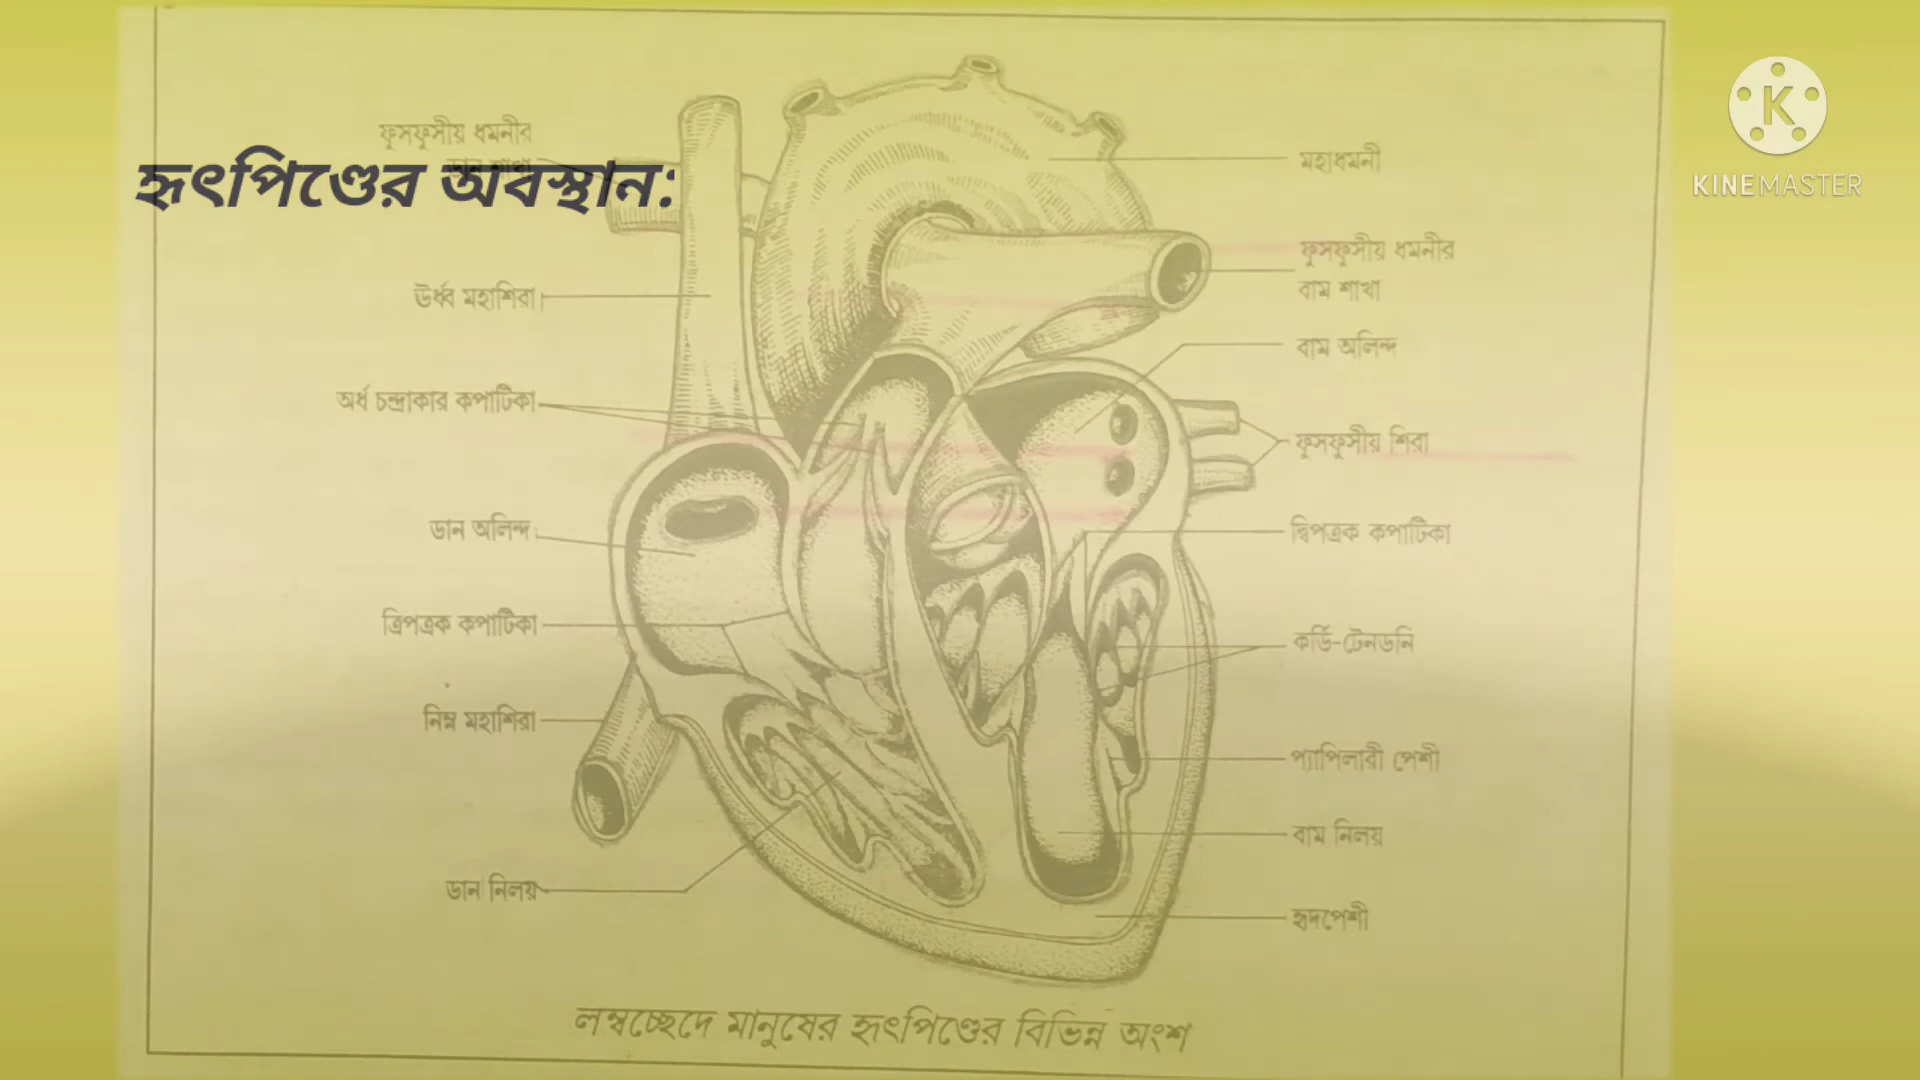 ফুসফুসীয় ধমনীর
ডান শাখা
হৃৎপিণ্ডের অবস্থান:
ঊর্ধ্ব মহাশিরা
অর্ধ চন্দ্রাকার কপাটিকা
ডান অলিন্দ
ত্রিপত্রক কপাটিকা
নিম্ন মহাশিরা
ডান নিলয়
মহাধমনী
ফুসফুসীয় ধমনীর
বাম শাখা
বাম অলিন্দ
ফুসফুসীয় শিরা
দ্বিপত্রক কপাটিকা
কর্ডি-টেনডনি
প্যাপিলারী পেশী
বাম নিলয়
হৃদপেশী
লম্বচ্ছেদে মানুষের হৃৎপিণ্ডের বিভিন্ন অংশ
K
KINEMASTER